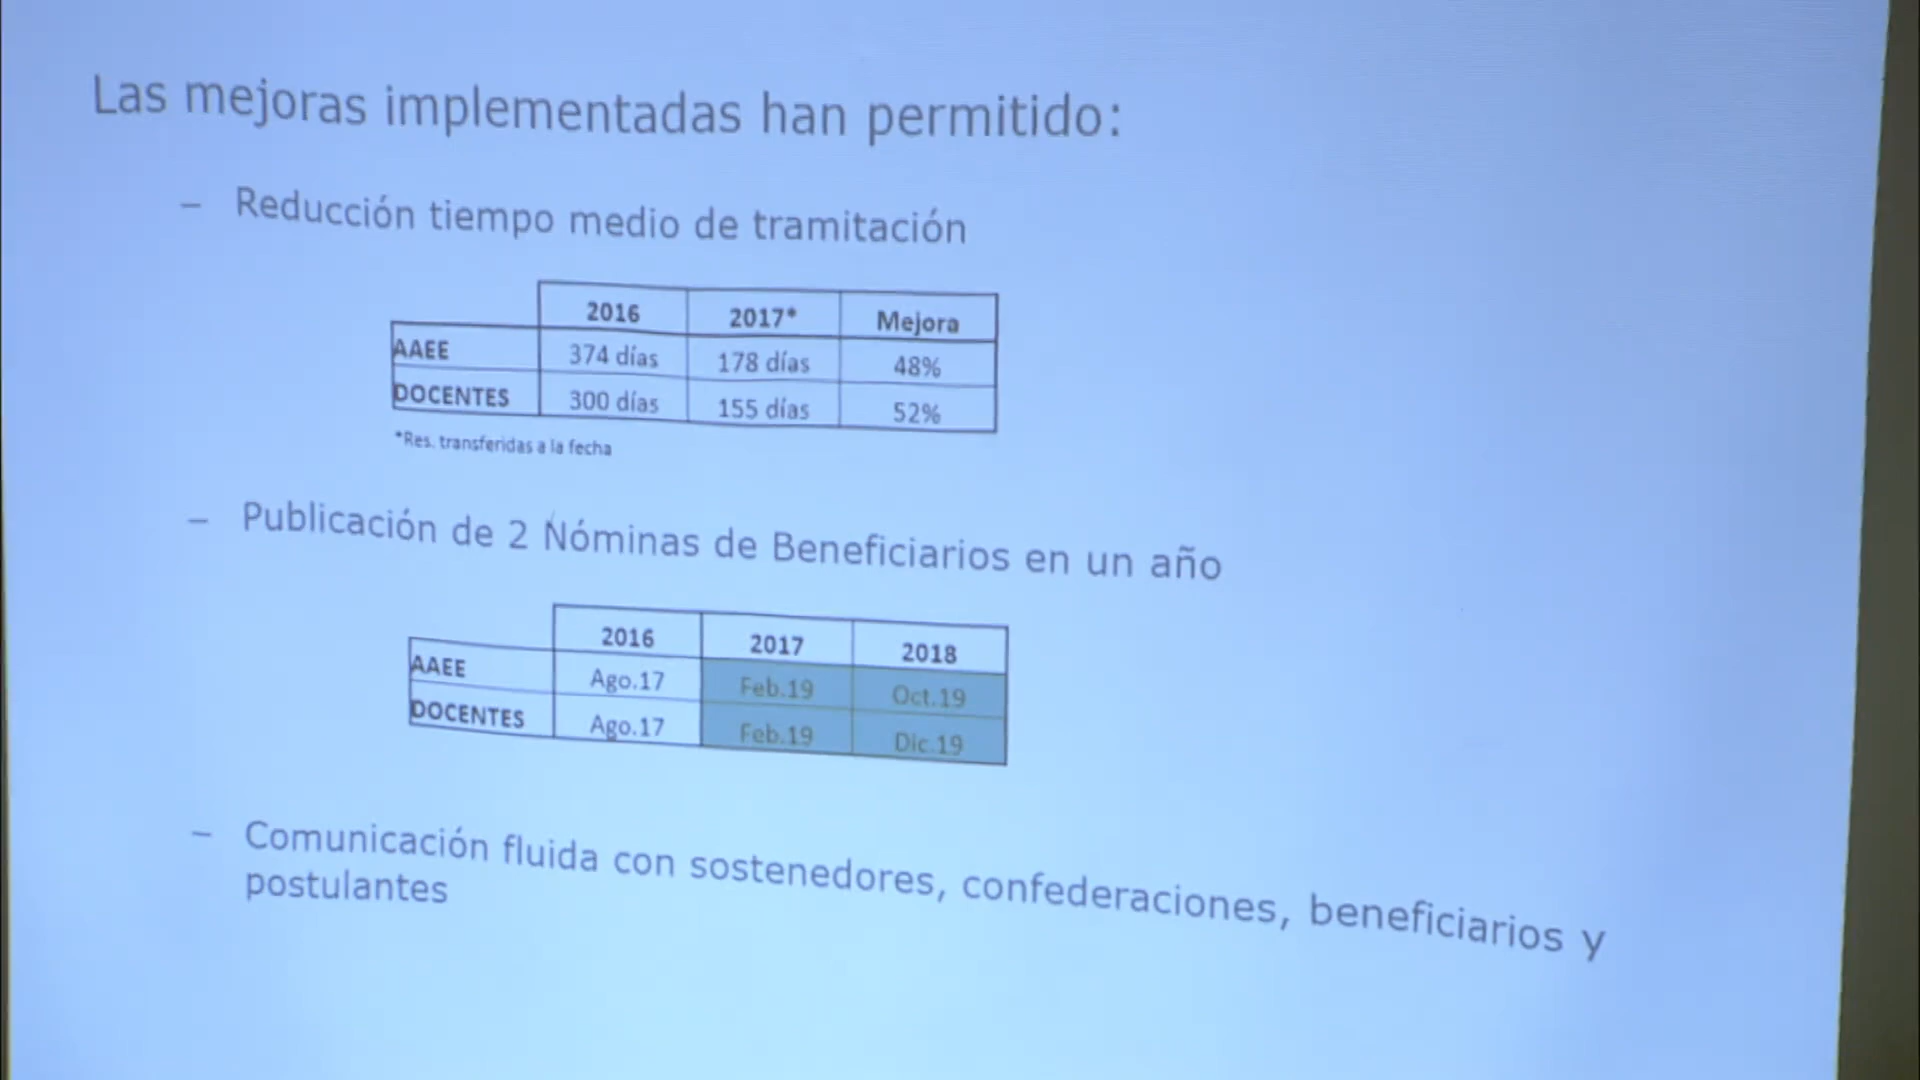 Las mejoras implementadas han permitido:
– Reducción tiempo medio de tramitación
2016 2017* Mejora
AAEE 374 días 178 días 48%
DOCENTES 300 días 155 días 52%
*Res. transferidas a la fecha
– Publicación de 2 Nóminas de Beneficiarios en un año
2016 2017 2018
AAEE Ago.17 Feb.19 Oct.19
DOCENTES Ago.17 Feb.19 Dic.19
– Comunicación fluida con sostenedores, confederaciones, beneficiarios y
postulantes